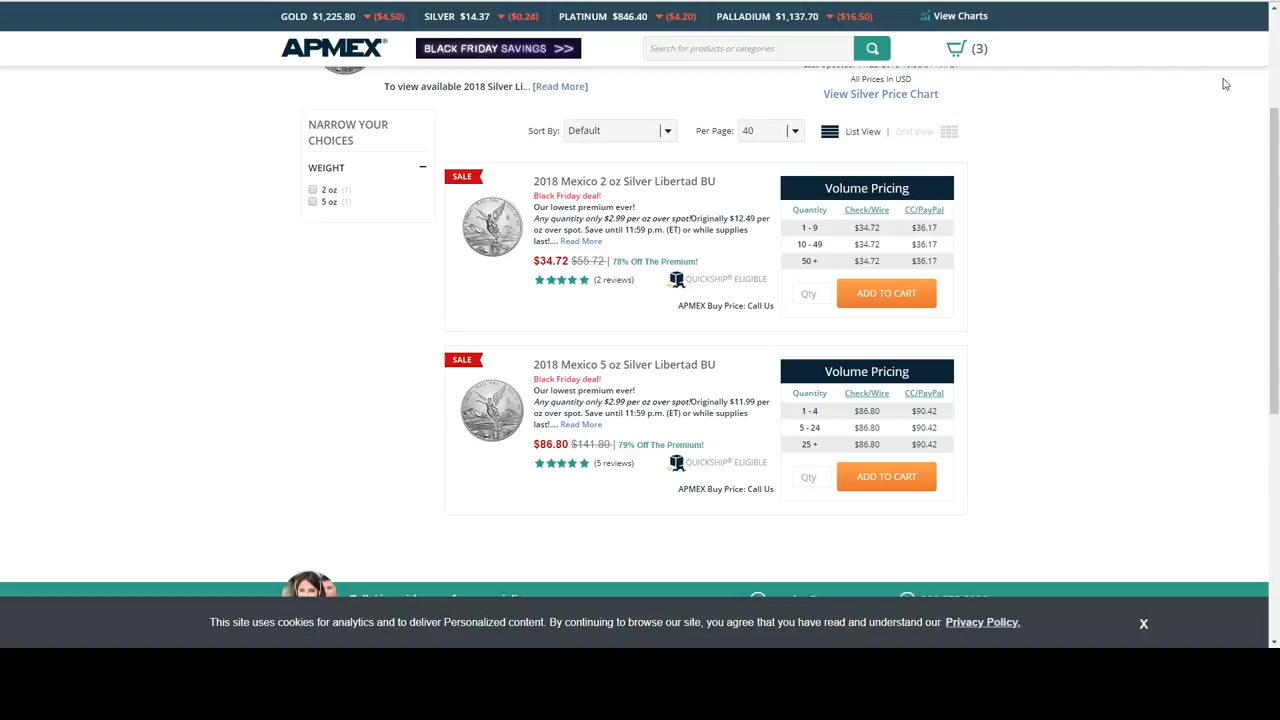 GOLD $1,225.80 ($4.50) SILVER $14.37 ($0.24) PLATINUM $846.40 ($4.20) PALLADIUM $1,137.70 ($16.50) View Charts
APMEX® BLACK FRIDAY SAVINGS >> Search for products or categories (3)
All Prices In USD
To view available 2018 Silver Li... [Read More]
View Silver Price Chart
NARROW YOUR
CHOICES
WEIGHT
2 oz (1)
5 oz (1)
Sort By: Default Per Page: 40 List View | Grid View
SALE
2018 Mexico 2 oz Silver Libertad BU
Black Friday deal!
Our lowest premium ever!
Any quantity only $2.99 per oz over spot!Originally $12.49 per
oz over spot. Save until 11:59 p.m. (ET) or while supplies
last!.... Read More
$34.72 $55.72 | 78% Off The Premium!
(2 reviews) QUICKSHIP® ELIGIBLE
APMEX Buy Price: Call Us
Volume Pricing
Quantity Check/Wire CC/PayPal
1 - 9 $34.72 $36.17
10 - 49 $34.72 $36.17
50 + $34.72 $36.17
Qty ADD TO CART
SALE
2018 Mexico 5 oz Silver Libertad BU
Black Friday deal!
Our lowest premium ever!
Any quantity only $2.99 per oz over spot!Originally $11.99 per
oz over spot. Save until 11:59 p.m. (ET) or while supplies
last!.... Read More
$86.80 $141.80 | 79% Off The Premium!
(5 reviews) QUICKSHIP® ELIGIBLE
APMEX Buy Price: Call Us
Volume Pricing
Quantity Check/Wire CC/PayPal
1 - 4 $86.80 $90.42
5 - 24 $86.80 $90.42
25 + $86.80 $90.42
Qty ADD TO CART
This site uses cookies for analytics and to deliver Personalized content. By continuing to browse our site, you agree that you have read and understand our Privacy Policy. X